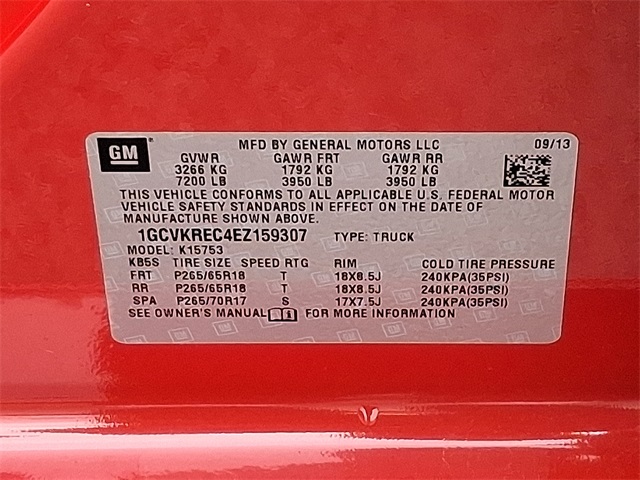 GM
MFD BY GENERAL MOTORS LLC 09/13
GVWR GAWR FRT GAWR RR
3266 KG 1792 KG 1792 KG
7200 LB 3950 LB 3950 LB
THIS VEHICLE CONFORMS TO ALL APPLICABLE U.S. FEDERAL MOTOR
VEHICLE SAFETY STANDARDS IN EFFECT ON THE DATE OF
MANUFACTURE SHOWN ABOVE.
1GCVKREC4EZ159307 TYPE: TRUCK
MODEL: K15753
KB5S TIRE SIZE SPEED RTG RIM COLD TIRE PRESSURE
FRT P265/65R18 T 18X8.5J 240KPA(35PSI)
RR P265/65R18 T 18X8.5J 240KPA(35PSI)
SPA P265/70R17 S 17X7.5J 240KPA(35PSI)
SEE OWNER'S MANUAL FOR MORE INFORMATION